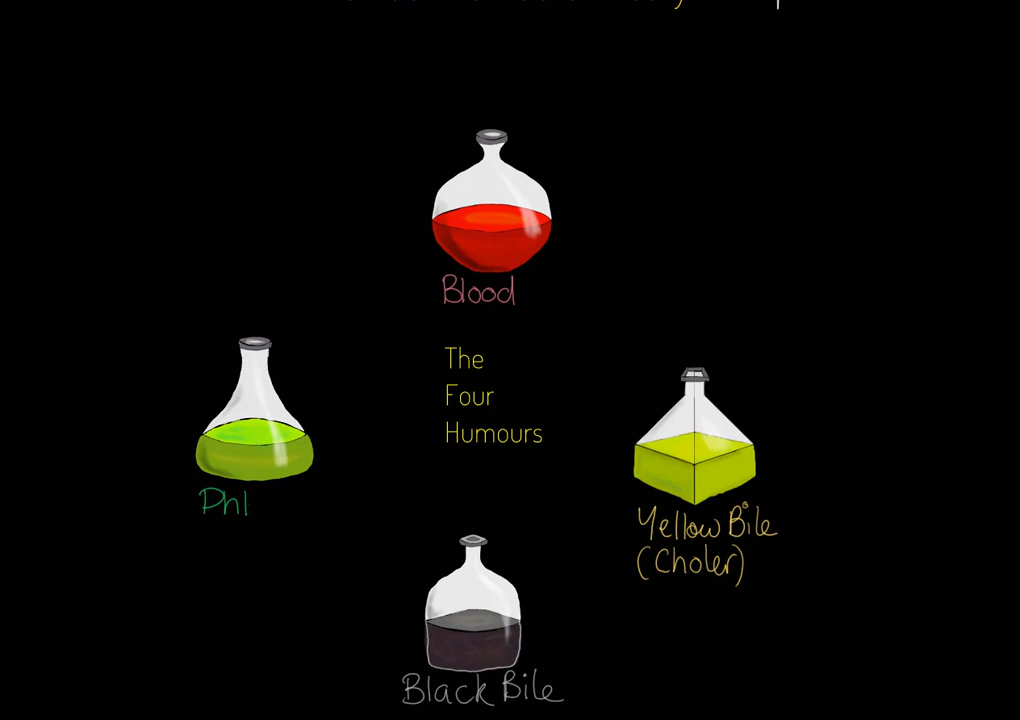 Blood
The
Four
Humours
Phl
Yellow Bile
(Choler)
Black Bile